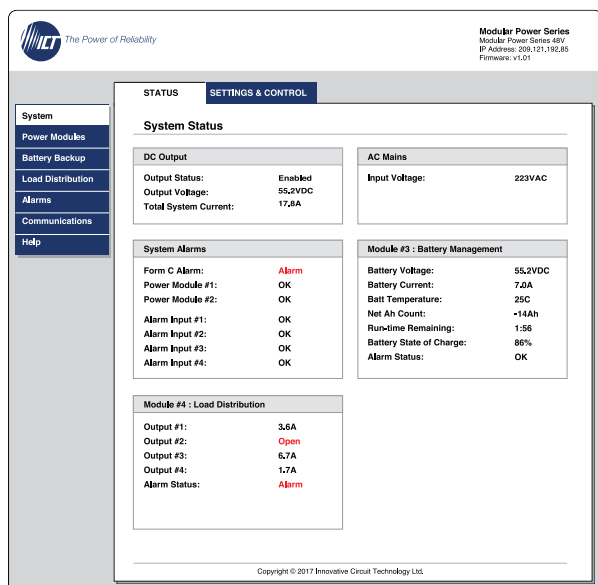 ICT The Power of Reliability
Modular Power Series
Modular Power Series 48V
IP Address: 209.121.192.85
Firmware: v1.01
STATUS SETTINGS & CONTROL
System
Power Modules
Battery Backup
Load Distribution
Alarms
Communications
Help
System Status
DC Output
Output Status: Enabled
Output Voltage: 55.2VDC
Total System Current: 17.8A
AC Mains
Input Voltage: 223VAC
System Alarms
Form C Alarm: Alarm
Power Module #1: OK
Power Module #2: OK
Alarm Input #1: OK
Alarm Input #2: OK
Alarm Input #3: OK
Alarm Input #4: OK
Module #3 : Battery Management
Battery Voltage: 55.2VDC
Battery Current: 7.0A
Batt Temperature: 25C
Net Ah Count: -14Ah
Run-time Remaining: 1:56
Battery State of Charge: 86%
Alarm Status: OK
Module #4 : Load Distribution
Output #1: 3.6A
Output #2: Open
Output #3: 6.7A
Output #4: 1.7A
Alarm Status: Alarm
Copyright © 2017 Innovative Circuit Technology Ltd.